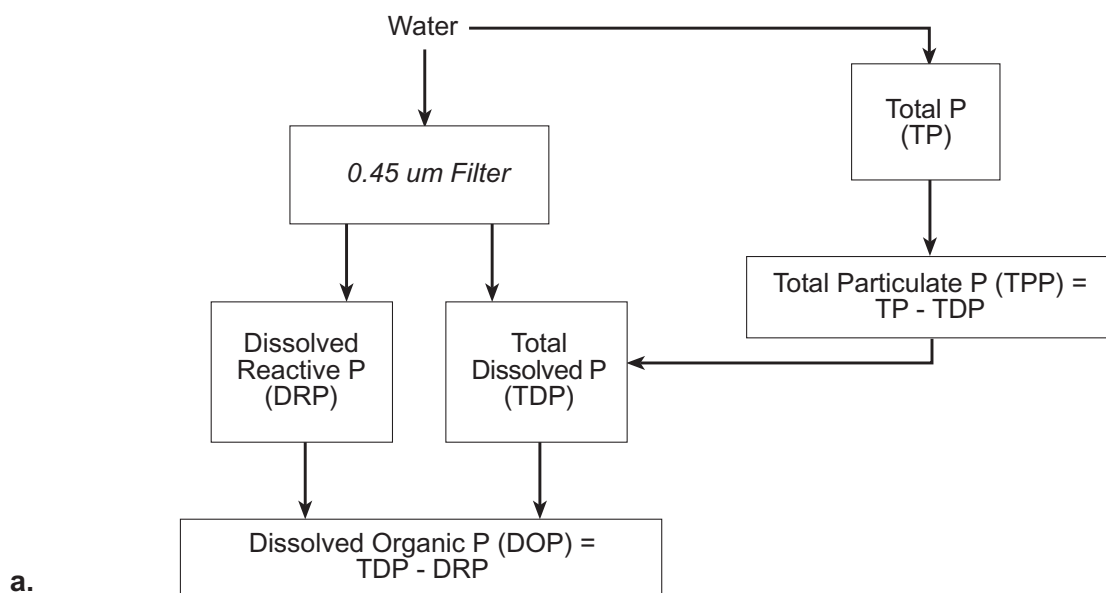 Water
Total P
(TP)
0.45 um Filter
Total Particulate P (TPP) =
TP - TDP
Dissolved
Reactive P
(DRP)
Total
Dissolved P
(TDP)
Dissolved Organic P (DOP) =
TDP - DRP
a.